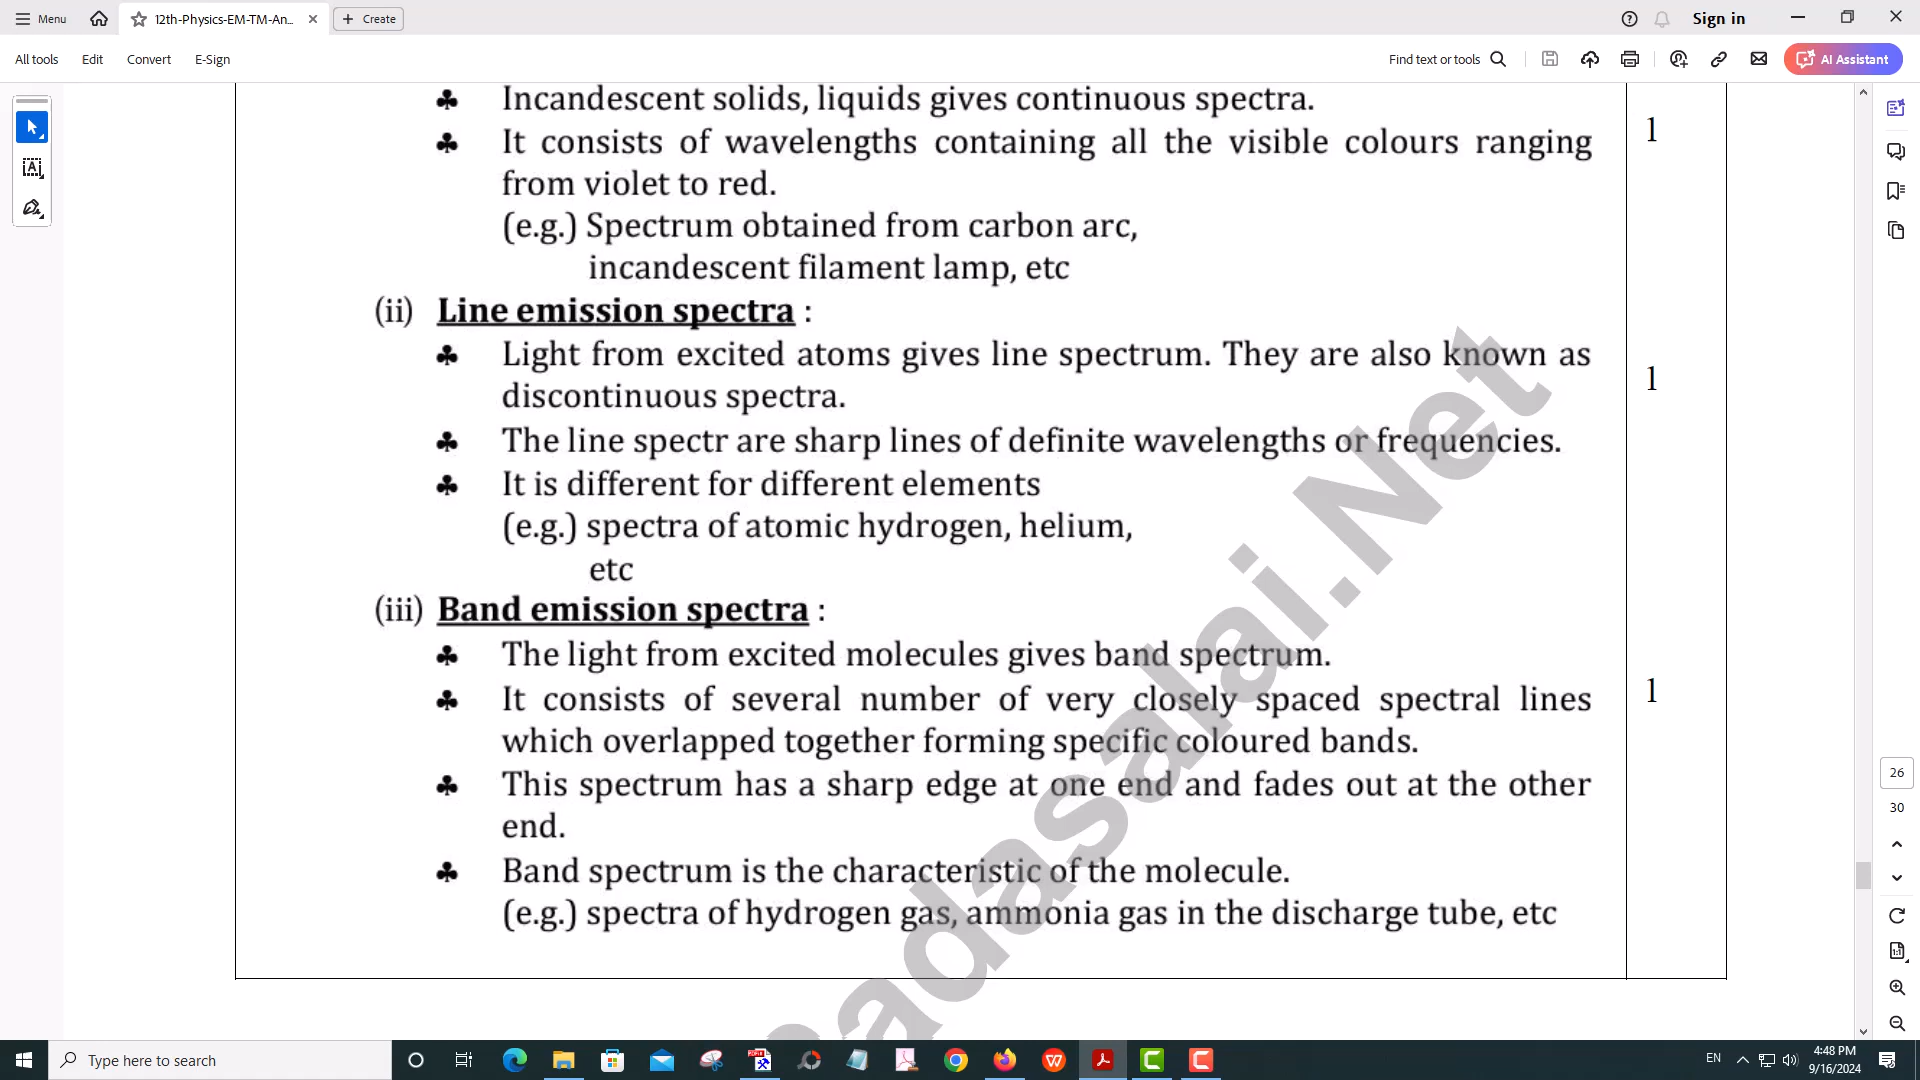 Menu
12th-Physics-EM-TM-An...
Create
Sign in
All tools
Edit
Convert
E-Sign
Find text or tools
AI Assistant
♣ Incandescent solids, liquids gives continuous spectra.
♣ It consists of wavelengths containing all the visible colours ranging
from violet to red.
1
(e.g.) Spectrum obtained from carbon arc,
incandescent filament lamp, etc
(ii) Line emission spectra :
♣ Light from excited atoms gives line spectrum. They are also known as
discontinuous spectra.
1
♣ The line spectr are sharp lines of definite wavelengths or frequencies.
♣ It is different for different elements
(e.g.) spectra of atomic hydrogen, helium,
etc
(iii) Band emission spectra :
♣ The light from excited molecules gives band spectrum.
♣ It consists of several number of very closely spaced spectral lines
which overlapped together forming specific coloured bands.
1
♣ This spectrum has a sharp edge at one end and fades out at the other
end.
♣ Band spectrum is the characteristic of the molecule.
(e.g.) spectra of hydrogen gas, ammonia gas in the discharge tube, etc
Padasalai.Net
26
30
Type here to search
EN
4:48 PM
9/16/2024